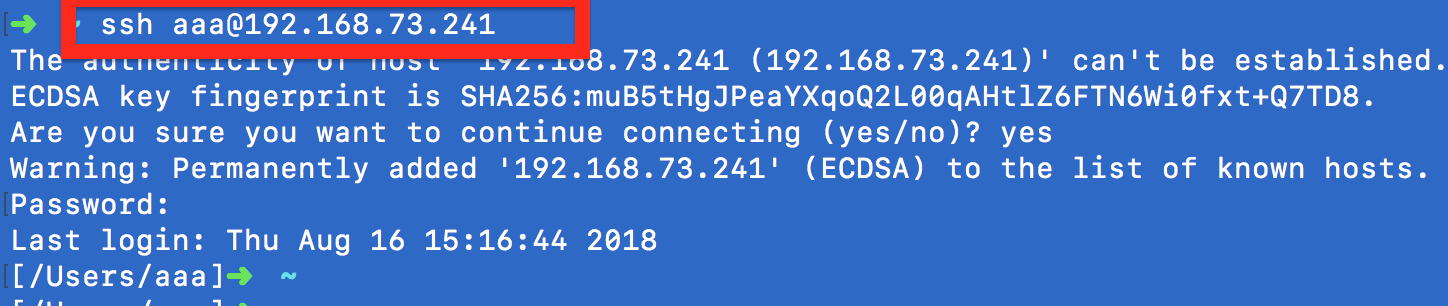 ➜ ~ ssh aaa@192.168.73.241
The authenticity of host '192.168.73.241 (192.168.73.241)' can't be established.
ECDSA key fingerprint is SHA256:muB5tHgJPeaYXqoQ2L00qAHtlZ6FTN6Wi0fxt+Q7TD8.
Are you sure you want to continue connecting (yes/no)? yes
Warning: Permanently added '192.168.73.241' (ECDSA) to the list of known hosts.
Password:
Last login: Thu Aug 16 15:16:44 2018
[/Users/aaa]➜ ~